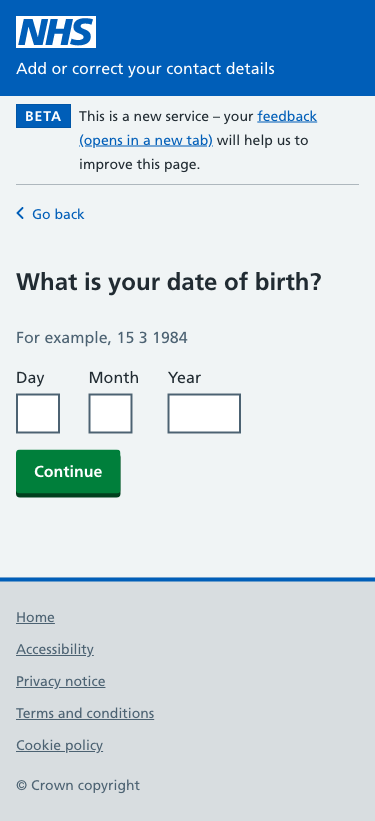 NHS
Add or correct your contact details
BETA This is a new service – your feedback
(opens in a new tab) will help us to
improve this page.
Go back
What is your date of birth?
For example, 15 3 1984
Day Month Year
Continue
Home
Accessibility
Privacy notice
Terms and conditions
Cookie policy
© Crown copyright